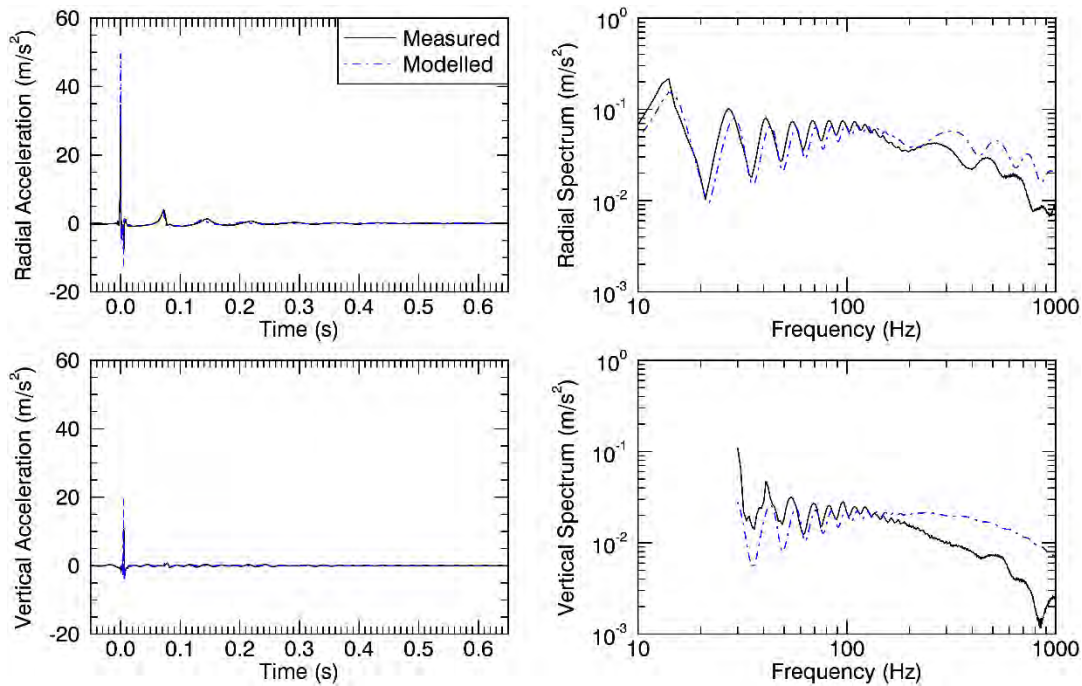 60
40
20
0
-20
Radial Acceleration (m/s²)
0.0 0.1 0.2 0.3 0.4 0.5 0.6
Time (s)
Measured
Modelled
10⁰
10⁻¹
10⁻²
10⁻³
Radial Spectrum (m/s²)
10 100 1000
Frequency (Hz)
60
40
20
0
-20
Vertical Acceleration (m/s²)
0.0 0.1 0.2 0.3 0.4 0.5 0.6
Time (s)
10⁰
10⁻¹
10⁻²
10⁻³
Vertical Spectrum (m/s²)
10 100 1000
Frequency (Hz)